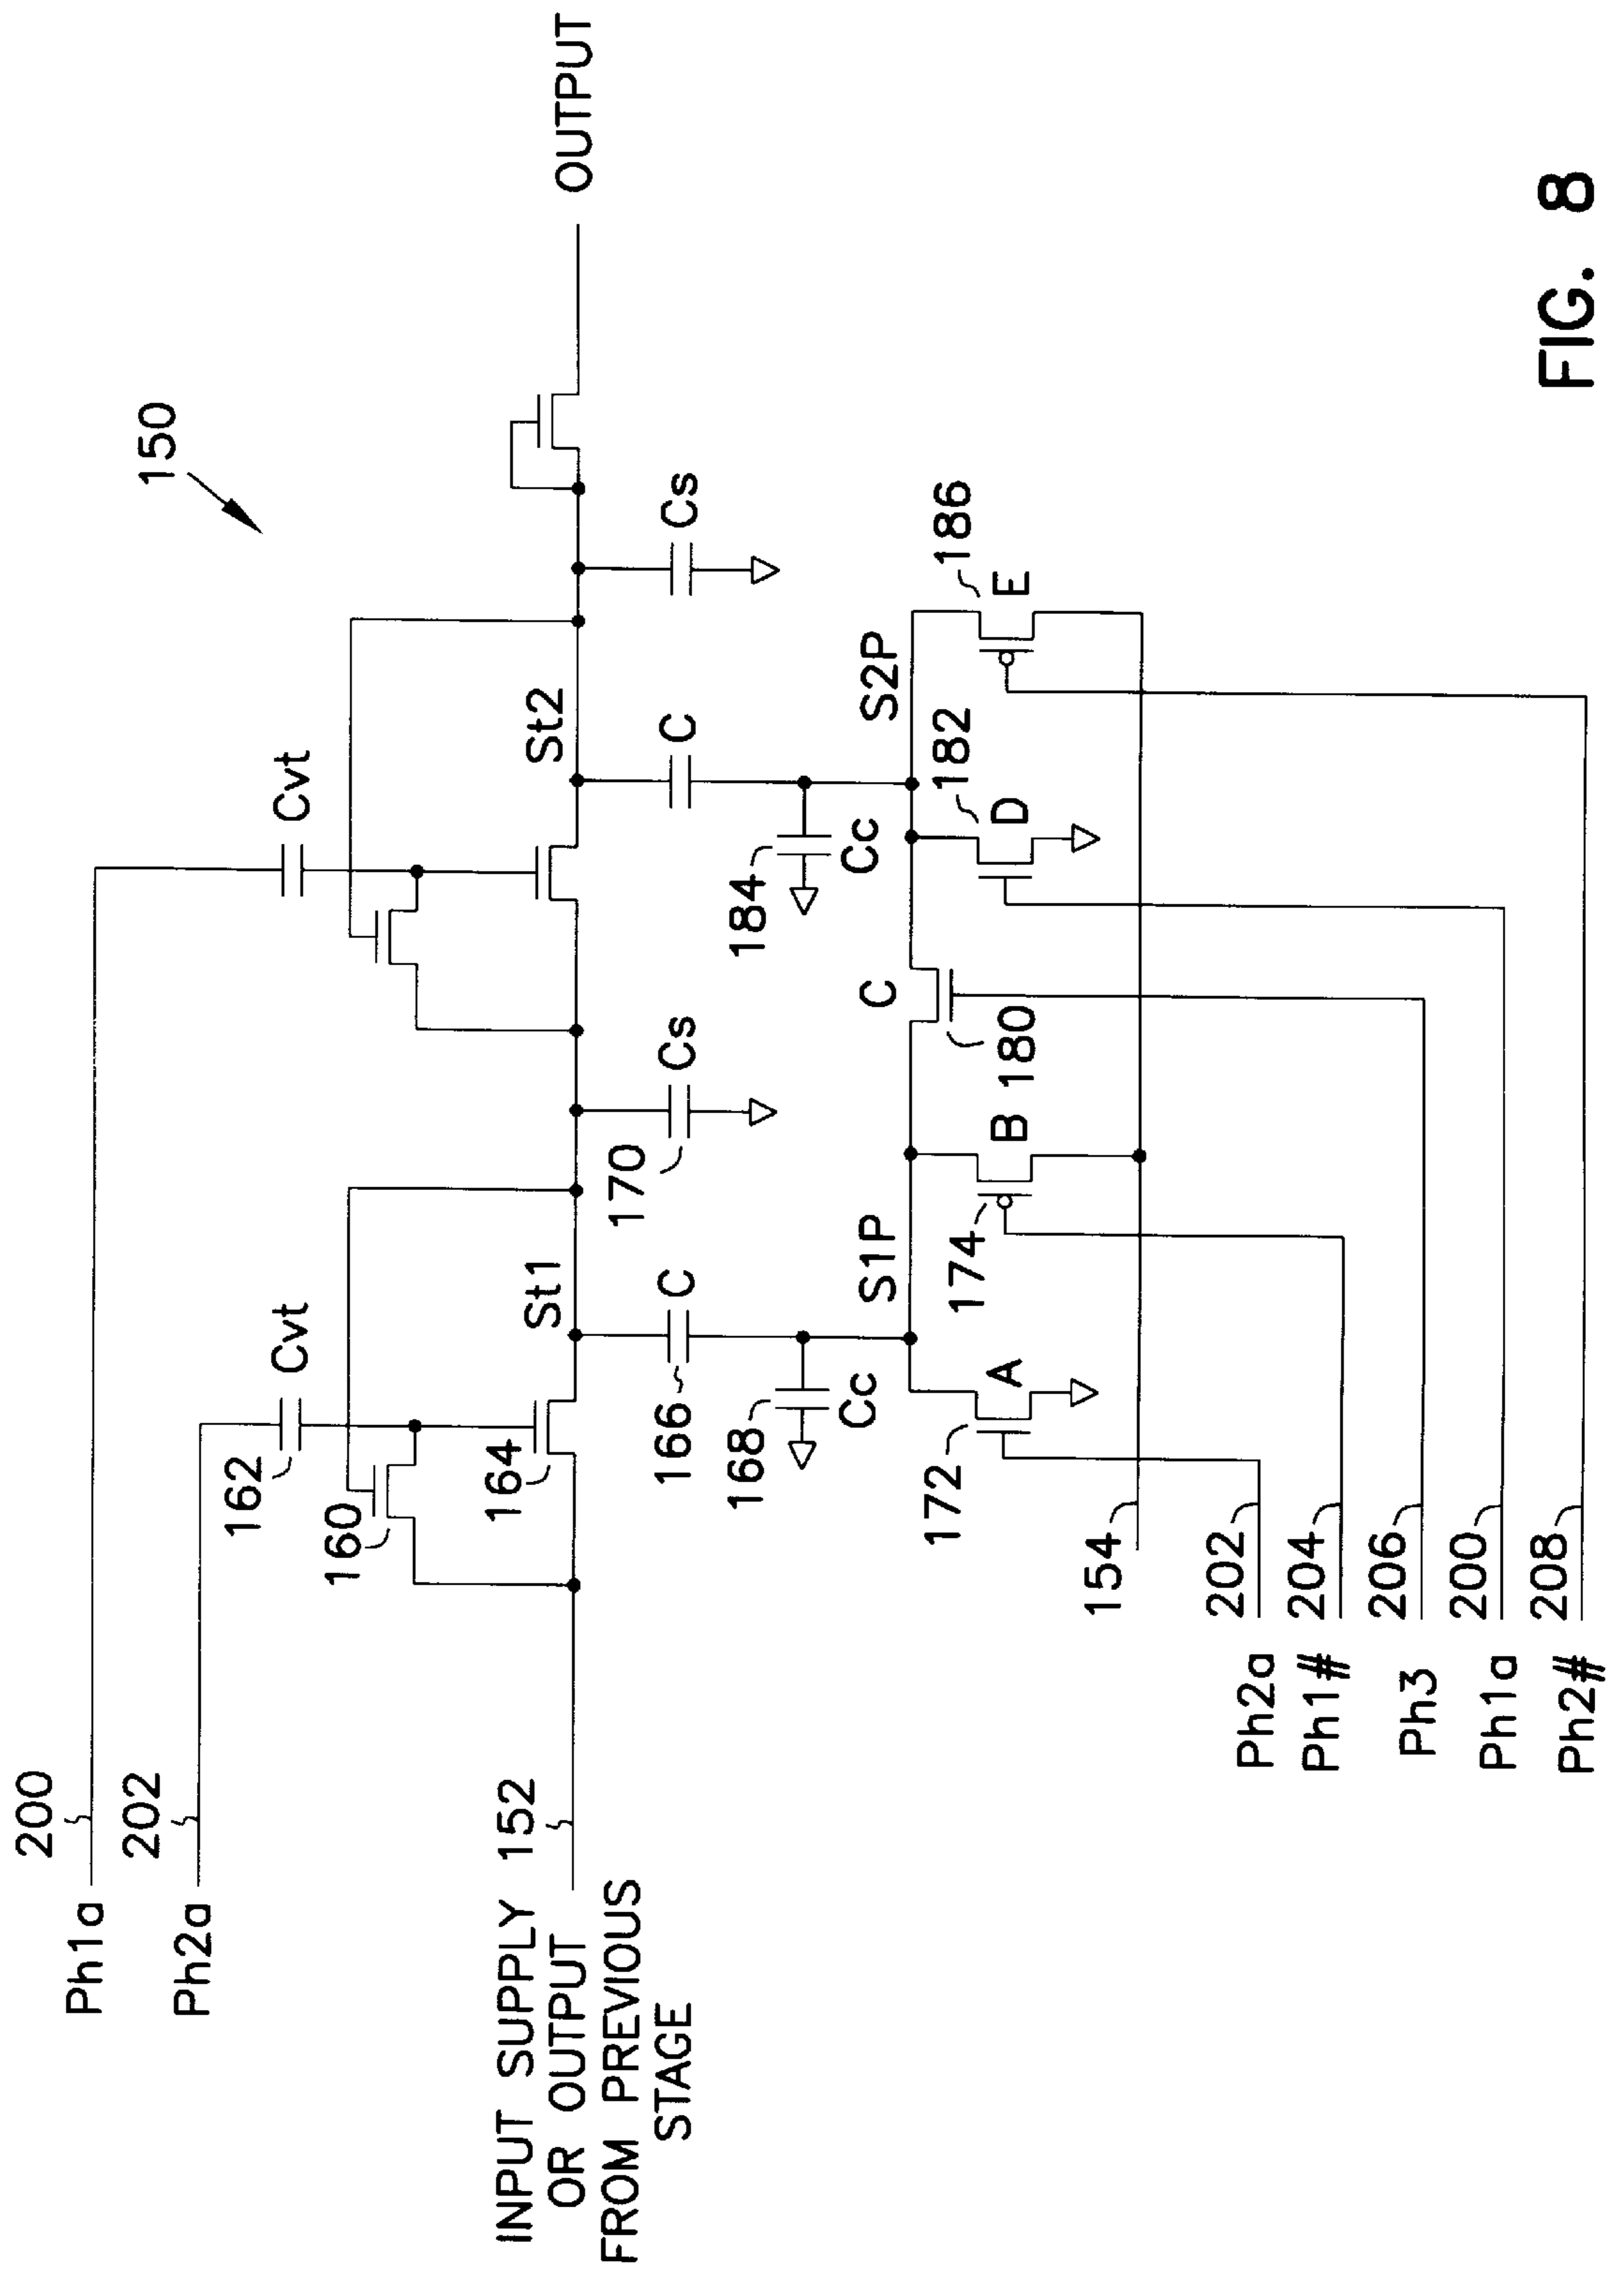 Ph1a 200
Ph2a 202
150
Cvt
Cvt
162
160
164
St1
St2
OUTPUT
INPUT SUPPLY 152
OR OUTPUT
FROM PREVIOUS
STAGE
166
C
170
Cs
C
Cs
168
Cc
184
Cc
S1P
C
S2P
172
A
174
B
180
182
D
186
E
154
Ph2a 202
Ph1# 204
Ph3 206
Ph1a 200
Ph2# 208
FIG. 8